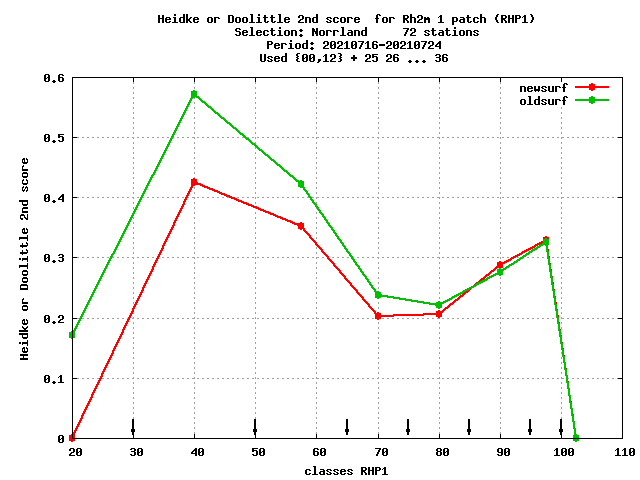 Heidke or Doolittle 2nd score  for Rh2m 1 patch (RHP1)
Selection: Norrland     72 stations
Period: 20210716-20210724
Used {00,12} + 25 26 ... 36
newsurf
oldsurf
Heidke or Doolittle 2nd score
0.6
0.5
0.4
0.3
0.2
0.1
0
20 30 40 50 60 70 80 90 100 110
classes RHP1